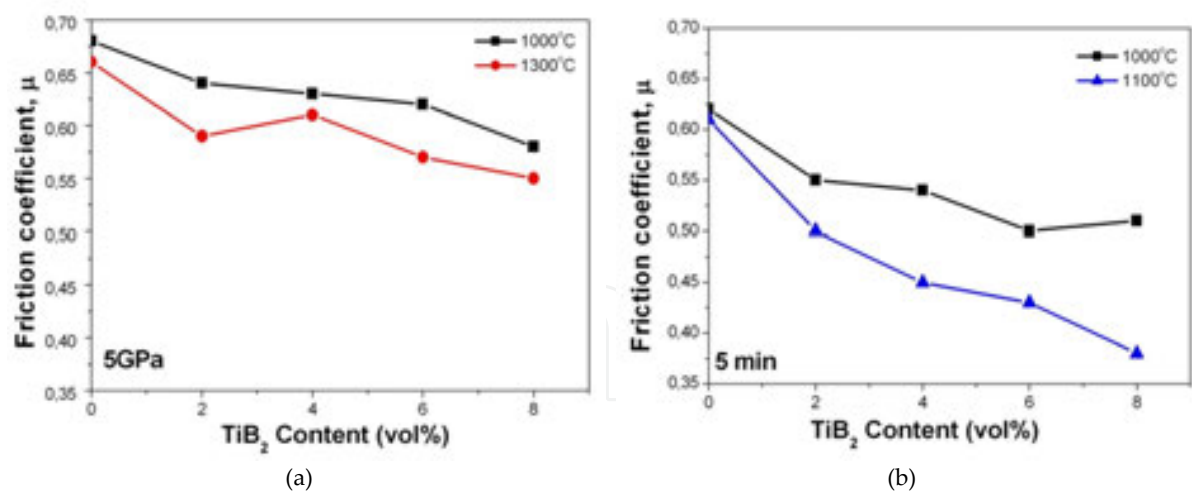 0,70
0,65
0,60
0,55
0,50
0,45
0,40
0,35
Friction coefficient, μ
1000°C
1300°C
5GPa
0 2 4 6 8
TiB₂ Content (vol%)
(a)
0,70
0,65
0,60
0,55
0,50
0,45
0,40
0,35
Friction coefficient, μ
1000°C
1100°C
5 min
0 2 4 6 8
TiB₂ Content (vol%)
(b)